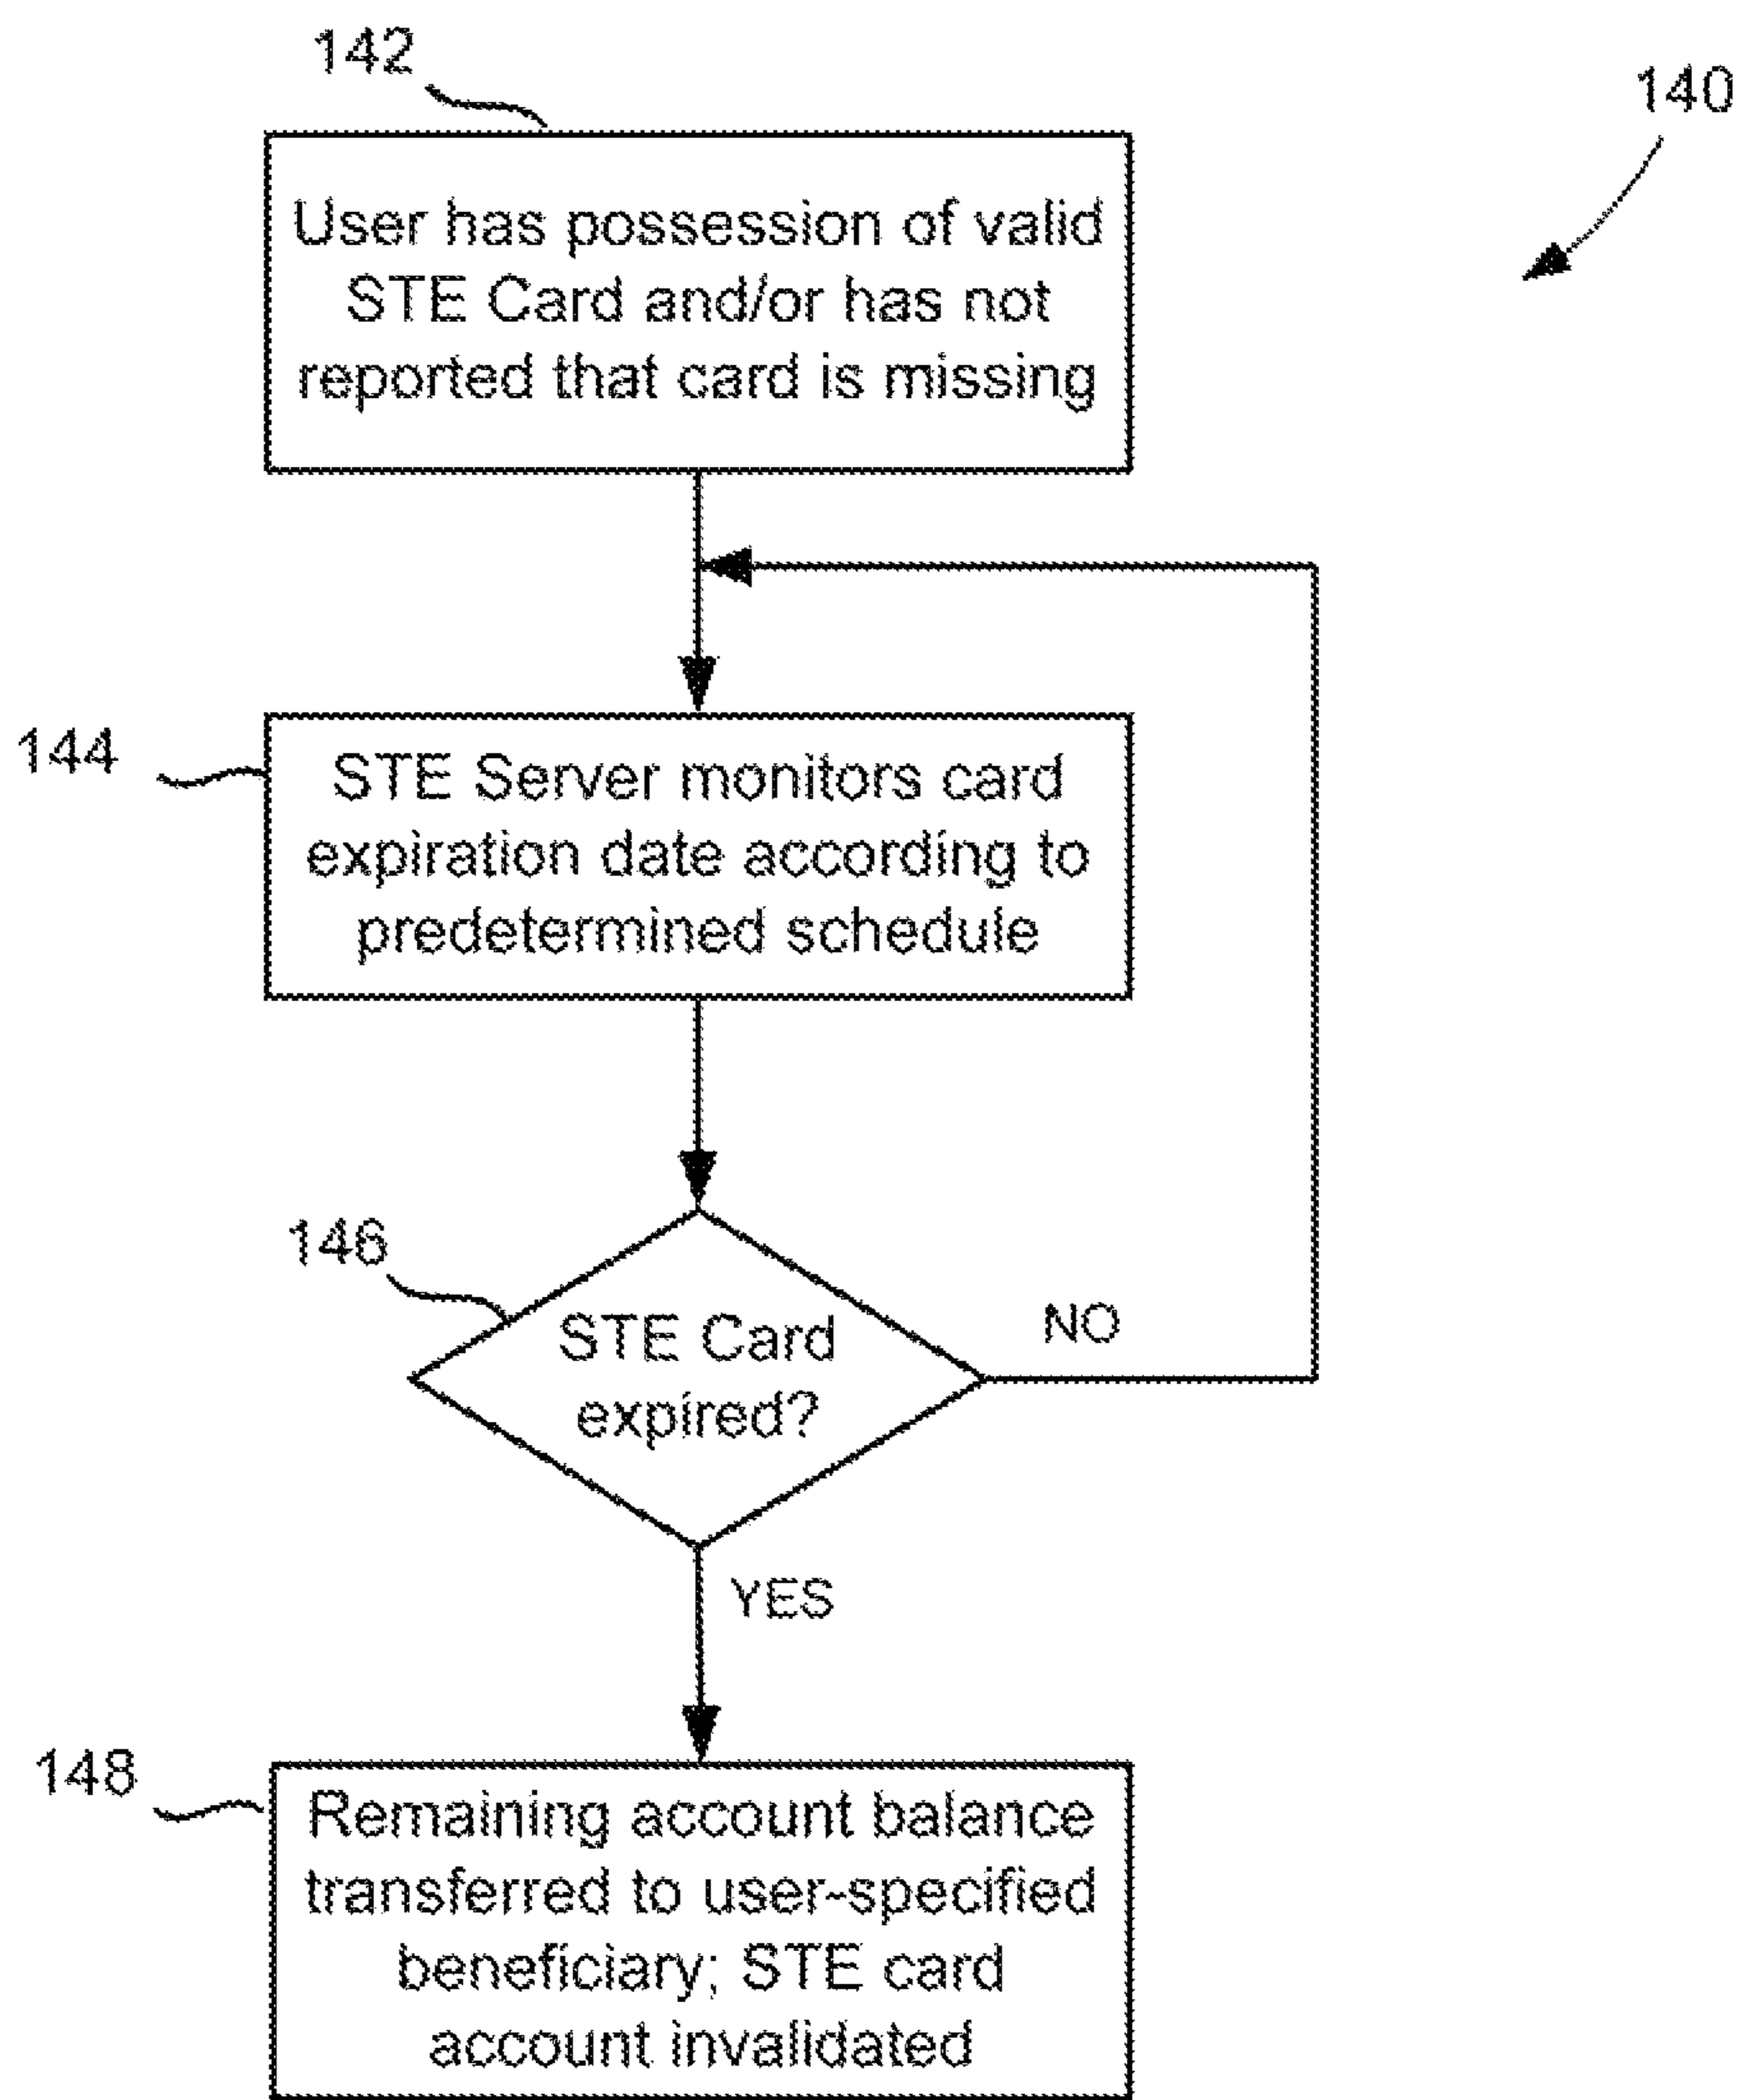 142
140
User has possession of valid
STE Card and/or has not
reported that card is missing
144
STE Server monitors card
expiration date according to
predetermined schedule
146
STE Card
expired?
NO
YES
148
Remaining account balance
transferred to user-specified
beneficiary; STE card
account invalidated